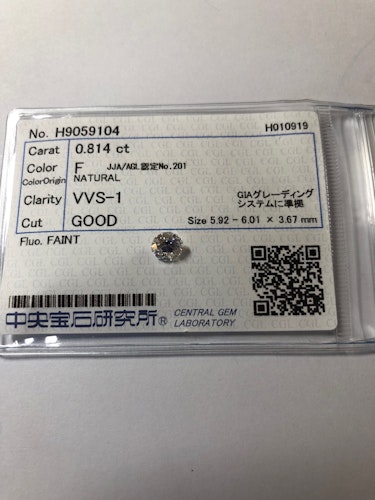 No. H9059104 H010919
Carat 0.814 ct
Color F JJA/AGL認定No.201
ColorOrigin NATURAL
Clarity VVS-1 GIAグレーディング
システムに準拠
Cut GOOD Size 5.92 - 6.01 × 3.67 mm
Fluo. FAINT
中央宝石研究所® CENTRAL GEM
LABORATORY